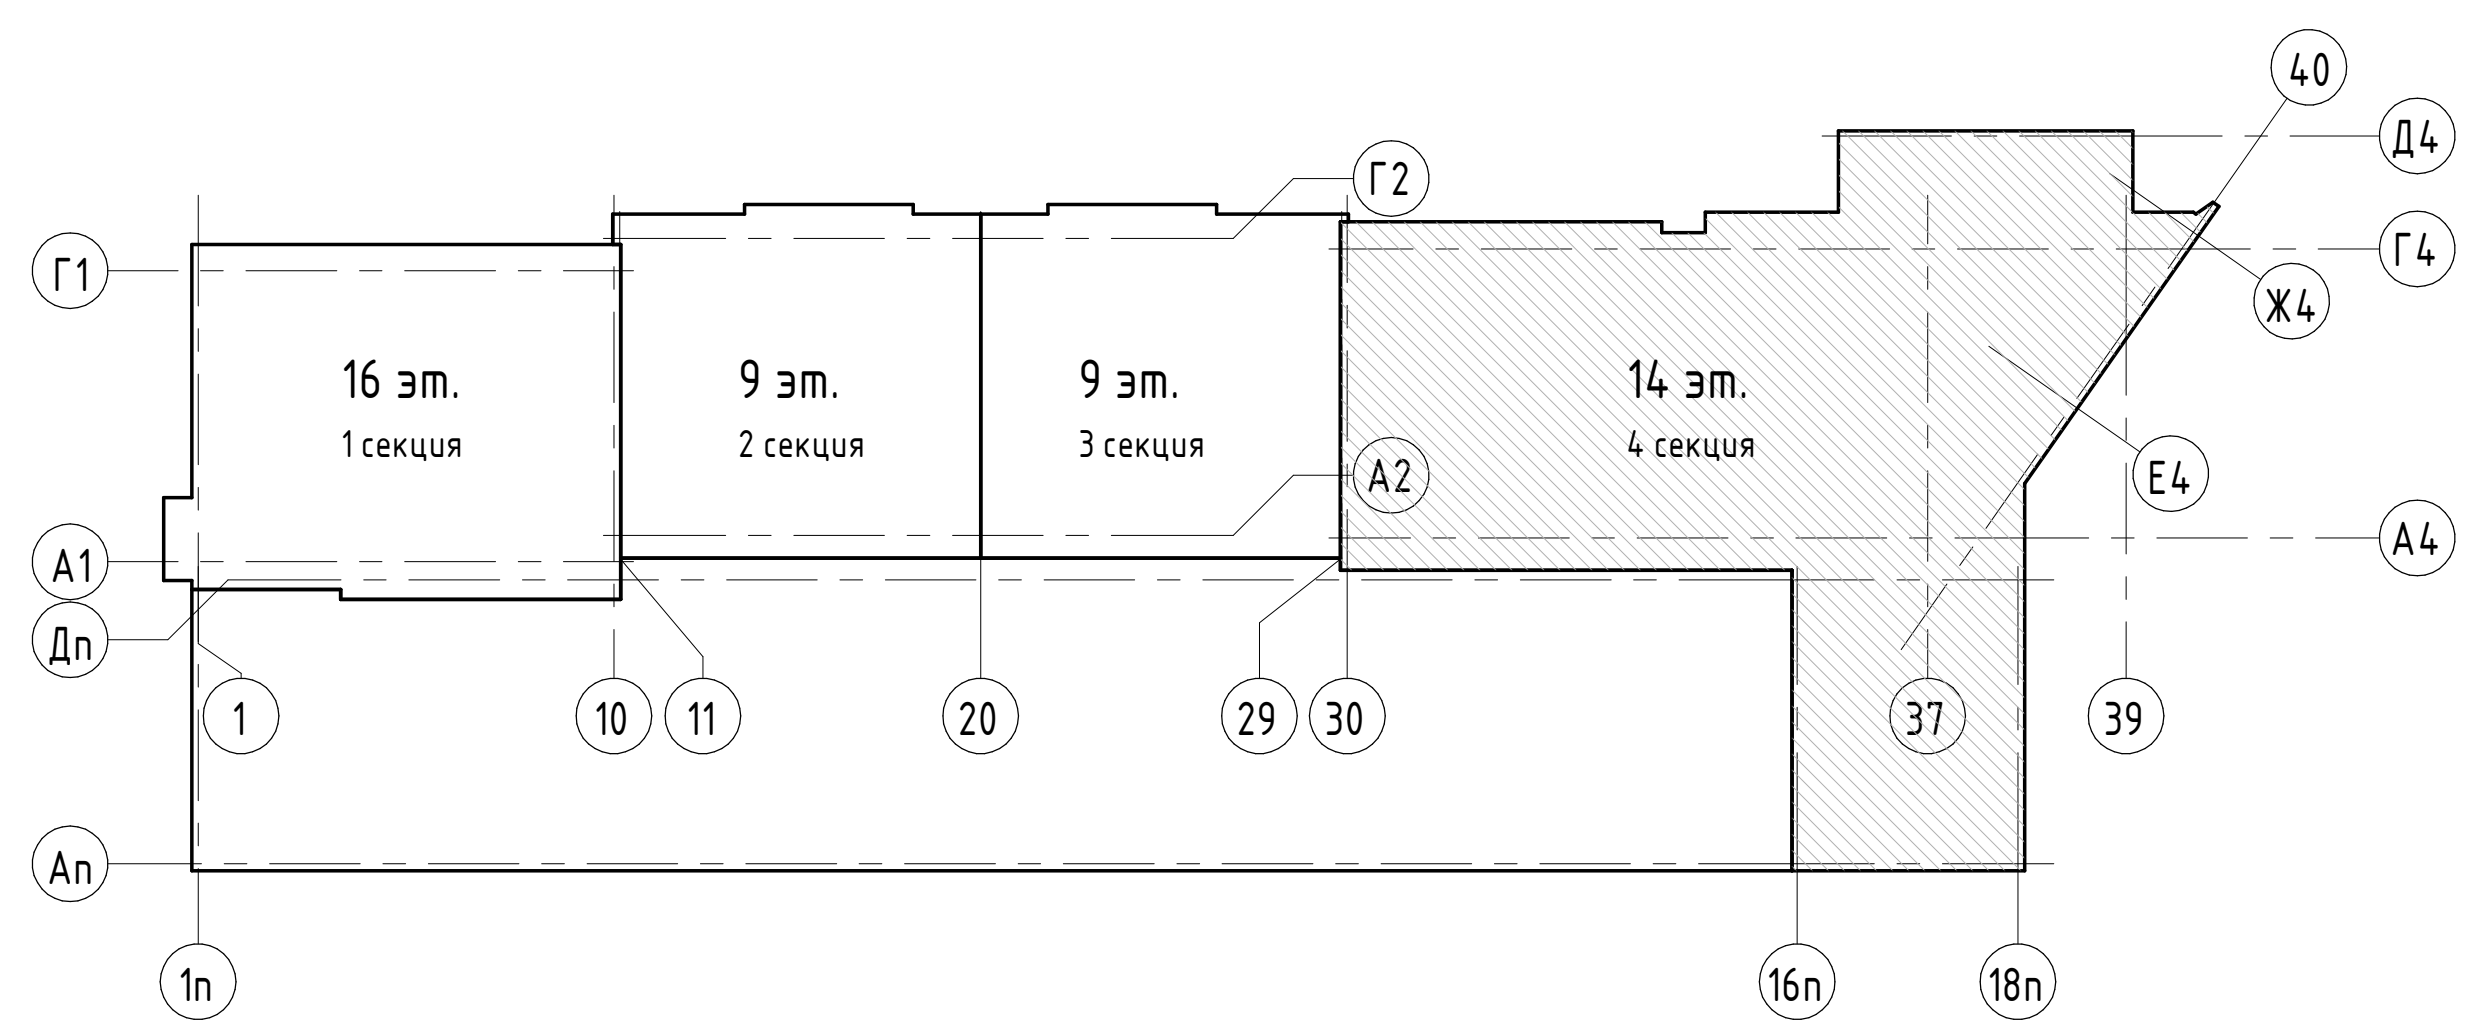 40
Д4
Г2
Г4
Г1
Ж4
16 эт.
9 эт.
9 эт.
14 эт.
1 секция
2 секция
3 секция
4 секция
А2
Е4
А1
А4
Дп
1
10
11
20
29
30
37
39
Ап
1п
16п
18п